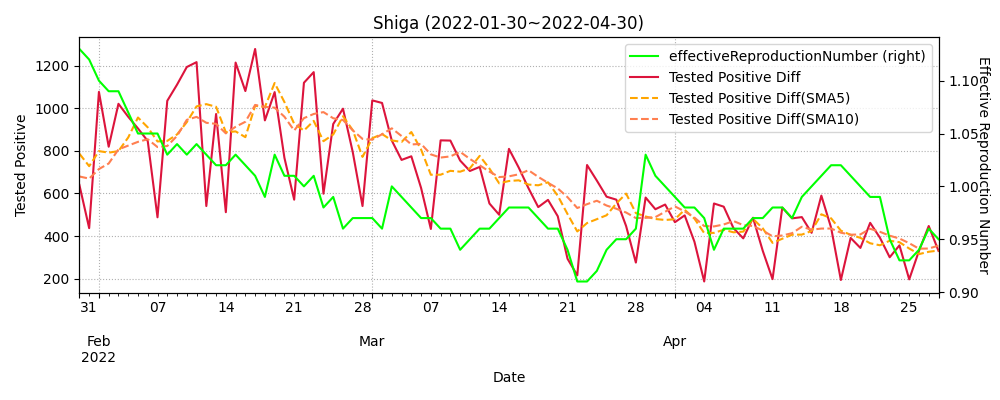 Shiga (2022-01-30~2022-04-30)
Tested Positive
1200
1000
800
600
400
200
effectiveReproductionNumber (right)
Tested Positive Diff
Tested Positive Diff(SMA5)
Tested Positive Diff(SMA10)
1.10
1.05
1.00
0.95
0.90
Effective Reproduction Number
31 07 14 21 28 07 14 21 28 04 11 18 25
Feb Mar Apr
2022
Date